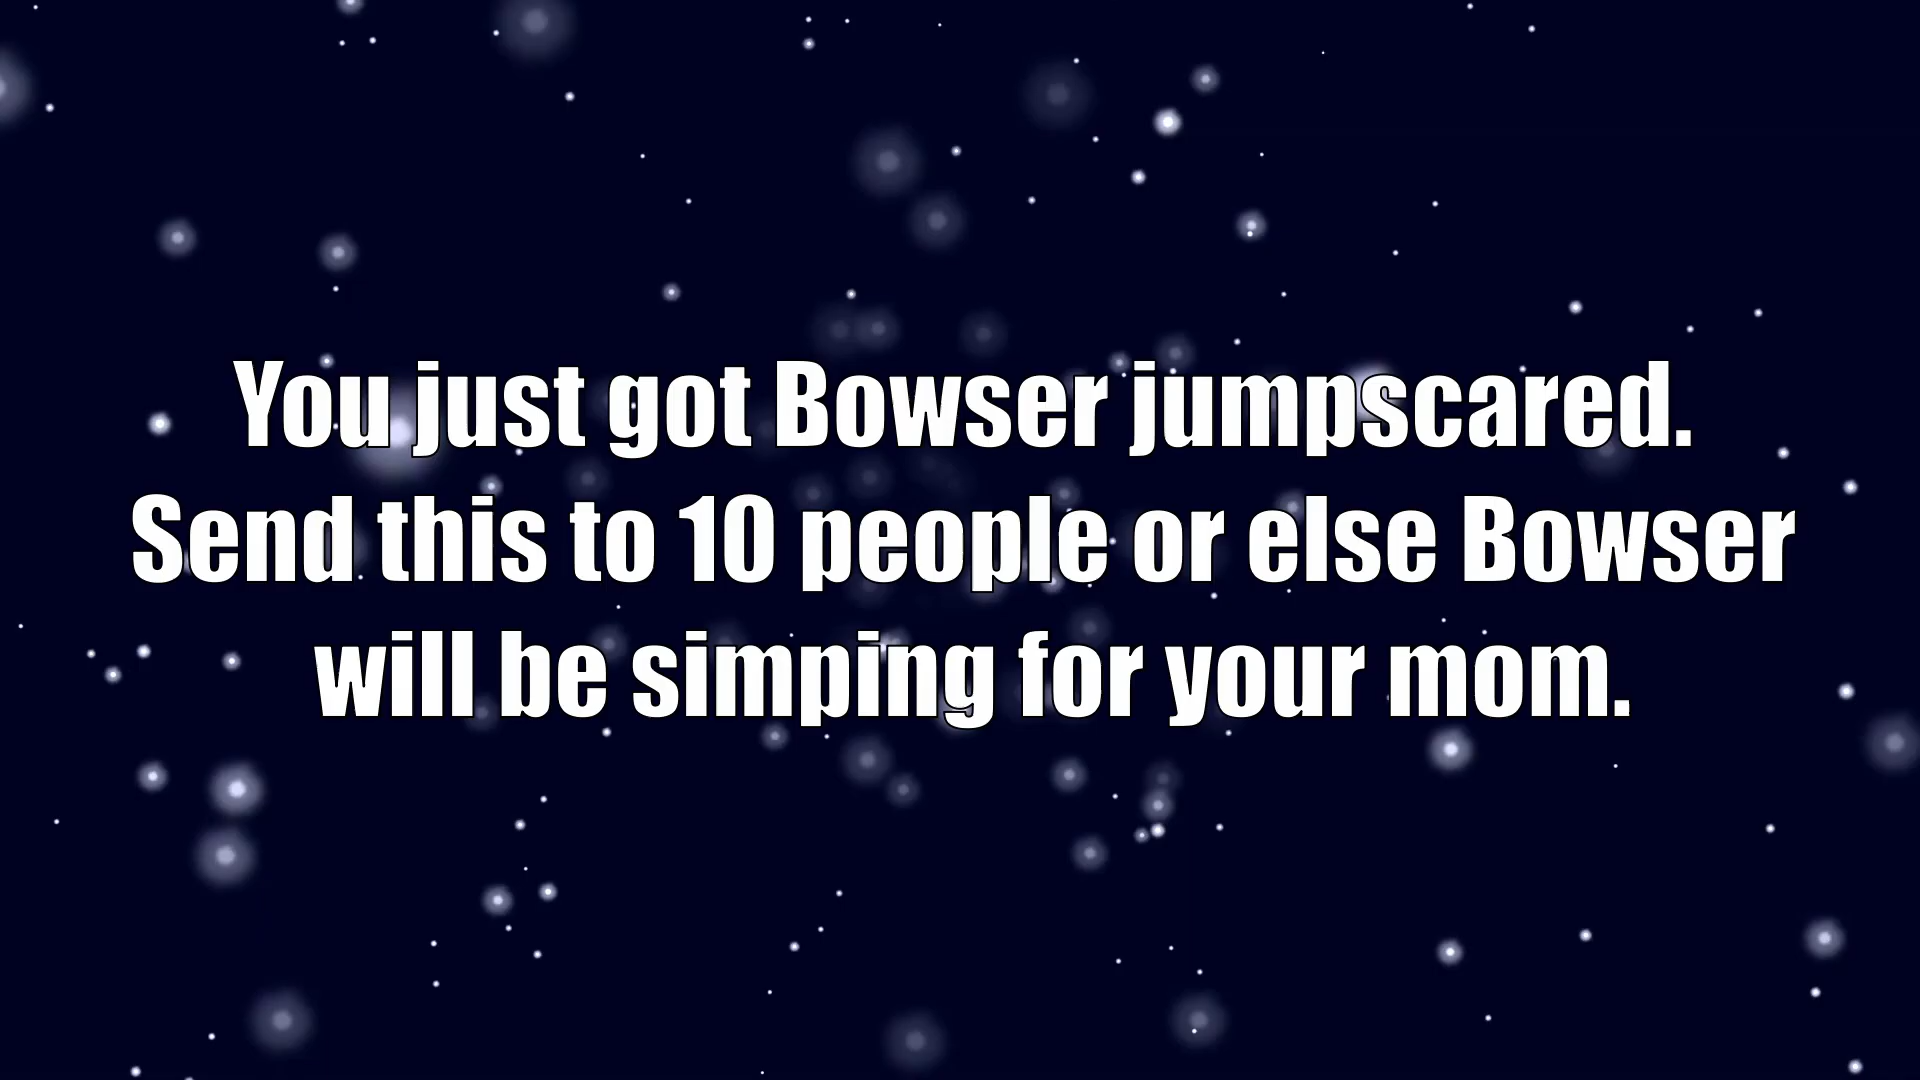 You just got Bowser jumpscared.
Send this to 10 people or else Bowser
will be simping for your mom.